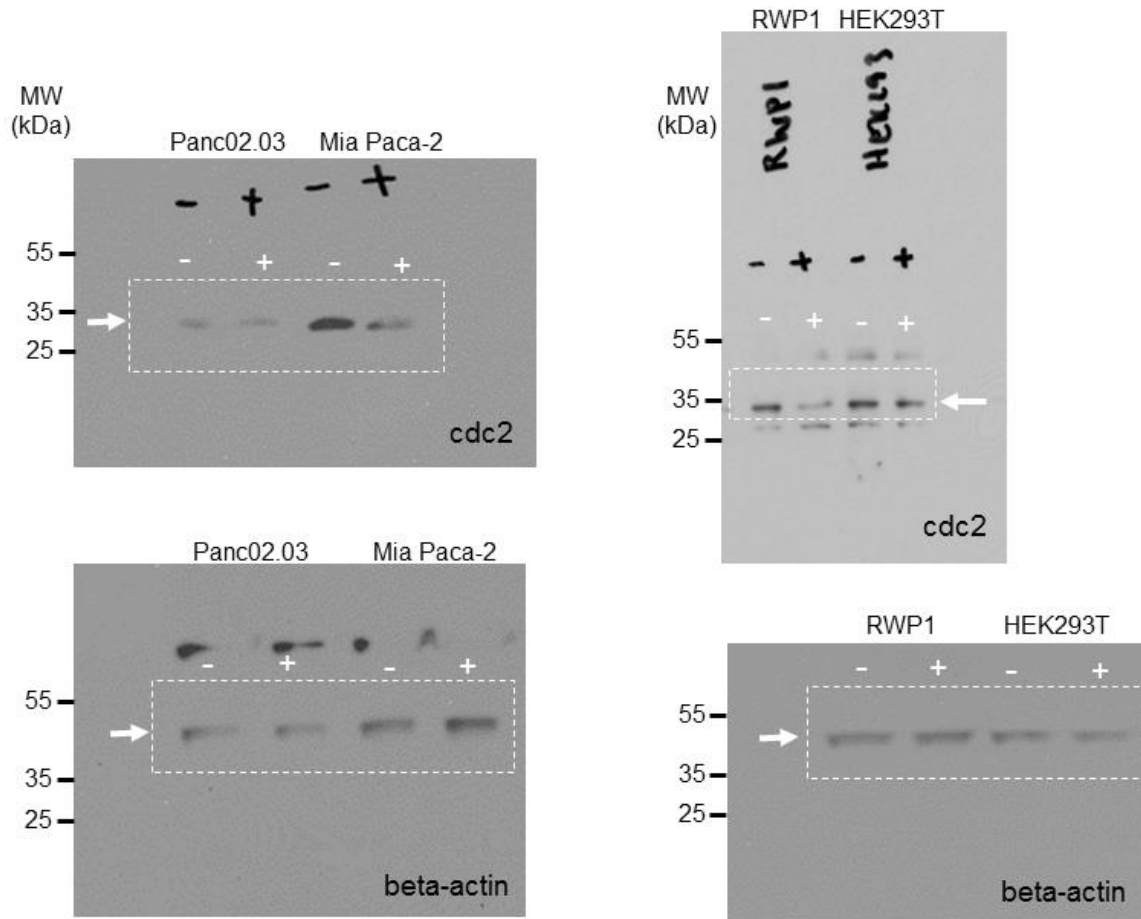 MW
(kDa)
Panc02.03 Mia Paca-2
- + - +
55
- + - +
35
25
cdc2
RWP1 HEK293T
MW
(kDa)
RWP1 HEK293
- + - +
- + - +
55
35
25
cdc2
Panc02.03 Mia Paca-2
- + - +
55
35
25
beta-actin
RWP1 HEK293T
- + - +
55
35
25
beta-actin